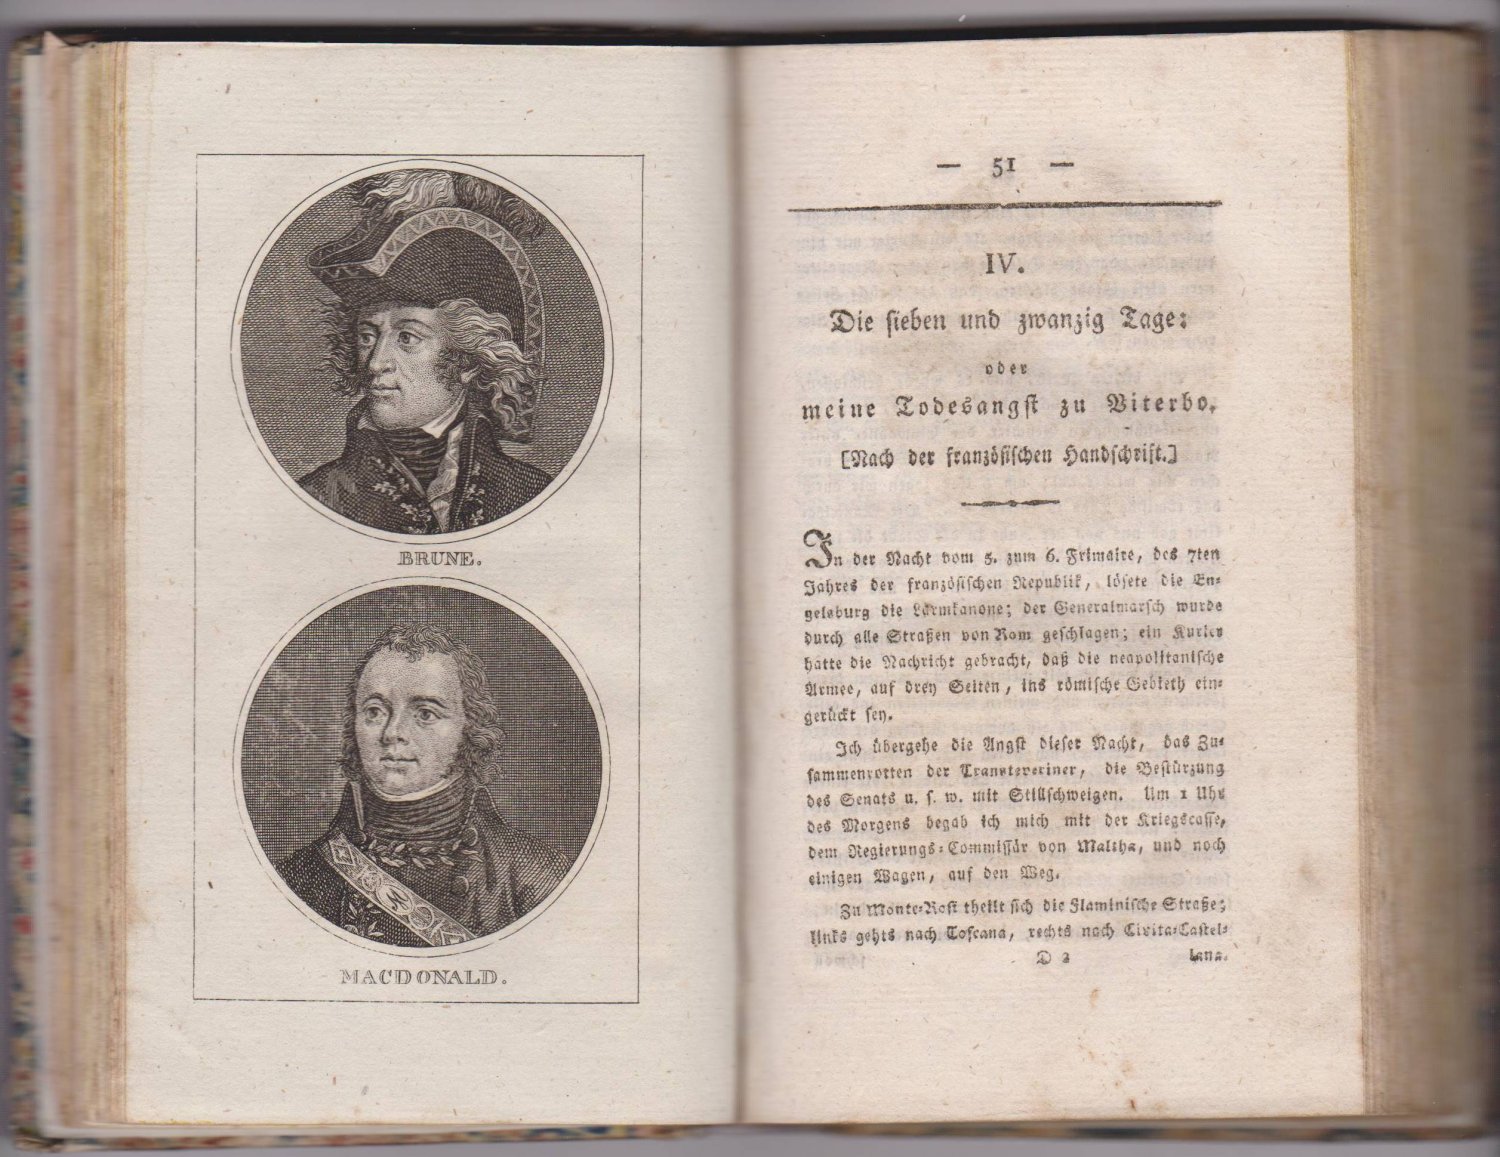 BRUNE.
MACDONALD.
— 51 —
IV.
Die sieben und zwanzig Tage:
oder
meine Todesangst zu Viterbo.
[Nach der französischen Handschrift.]
In der Nacht vom 5. zum 6. Frimaire, des 7ten
Jahres der französischen Republik, lösete die En-
gelsburg die Lärmkanone; der Generalmarsch wurde
durch alle Straßen von Rom geschlagen; ein Kurier
hatte die Nachricht gebracht, daß die neapolitanische
Armee, auf drey Seiten, ins römische Gebieth ein-
gerückt sey.
Ich übergehe die Angst dieser Nacht, das Zu-
sammenrotten der Transteveriner, die Bestürzung
des Senats u. s. w. mit Stillschweigen. Um 1 Uhr
des Morgens begab ich mich mit der Kriegscasse,
dem Regierungs-Commissär von Maltha, und noch
einigen Wagen, auf den Weg.
Zu Monte-Rosi theilt sich die Flaminische Straße;
links gehts nach Toscana, rechts nach Civita-Castel-
D 2 lana.